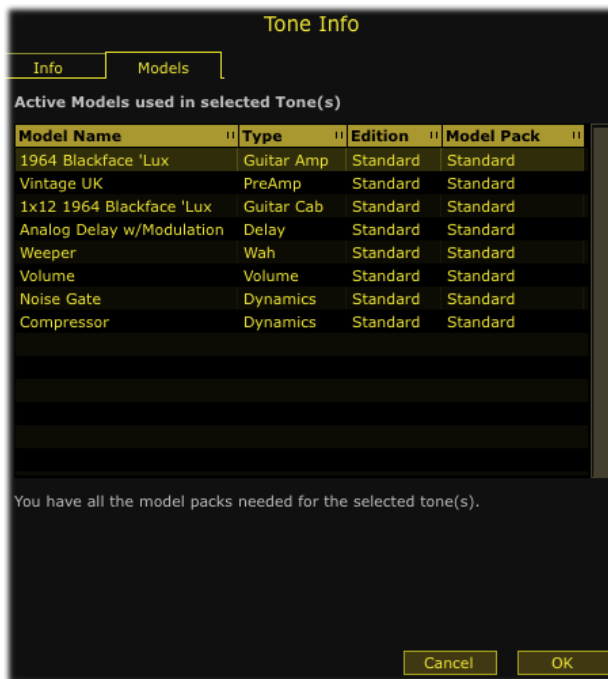 Tone Info
Info Models
Active Models used in selected Tone(s)
Model Name Type Edition Model Pack
1964 Blackface 'Lux Guitar Amp Standard Standard
Vintage UK PreAmp Standard Standard
1x12 1964 Blackface 'Lux Guitar Cab Standard Standard
Analog Delay w/Modulation Delay Standard Standard
Weeper Wah Standard Standard
Volume Volume Standard Standard
Noise Gate Dynamics Standard Standard
Compressor Dynamics Standard Standard
You have all the model packs needed for the selected tone(s).
Cancel OK